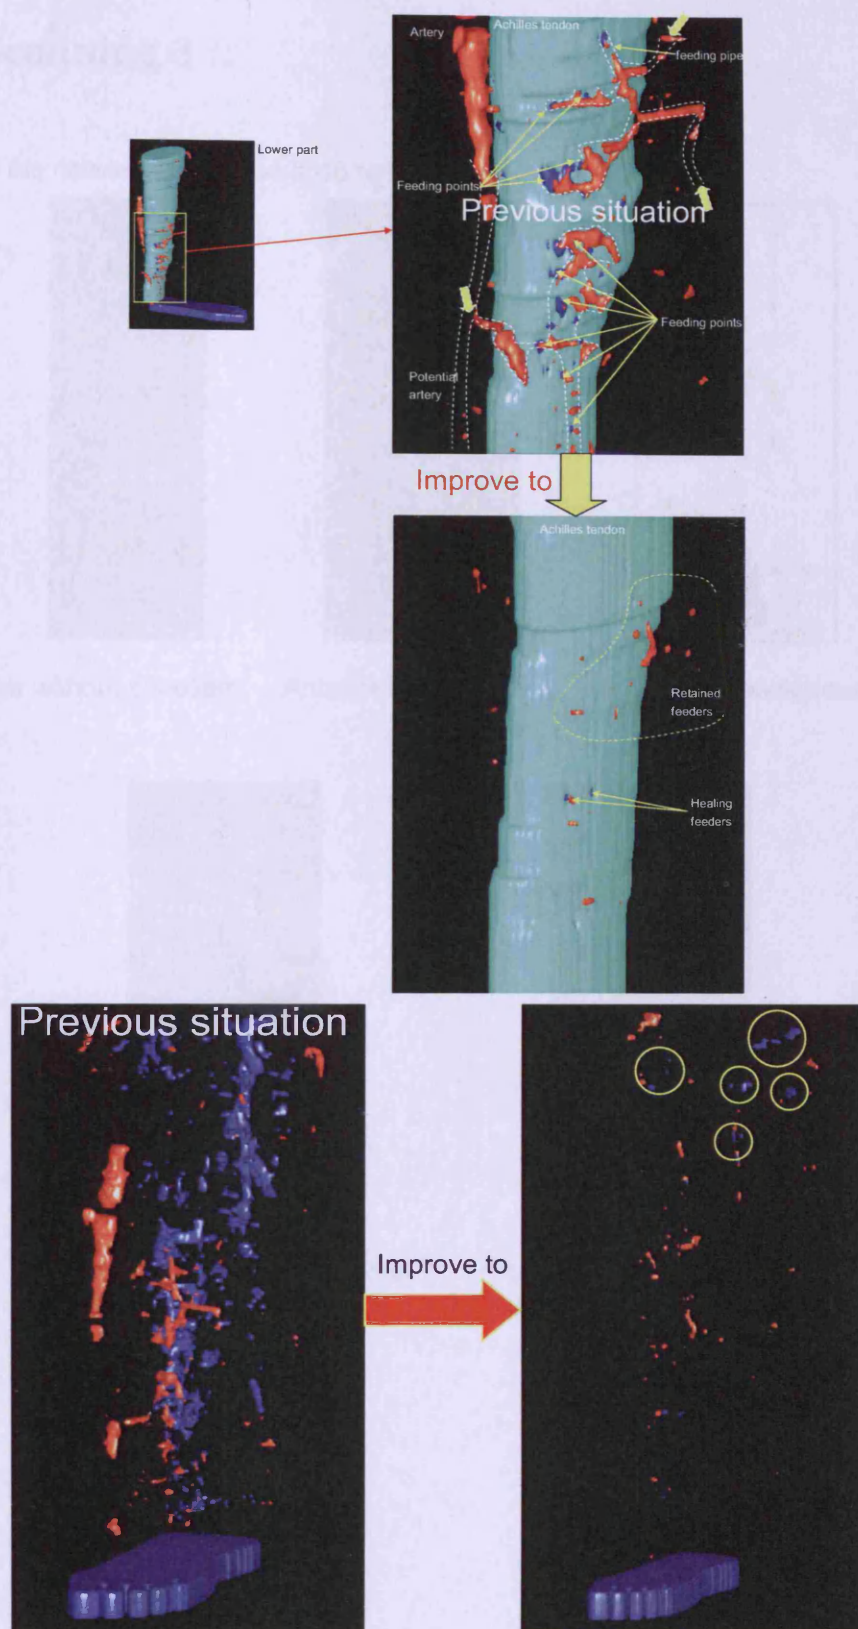 Artery
Achilles tendon
feeding pipe
Lower part
Feeding points
Previous situation
Feeding points
Potential
artery
Improve to
Achilles tendon
Retained
feeders
Healing
feeders
Previous situation
Improve to